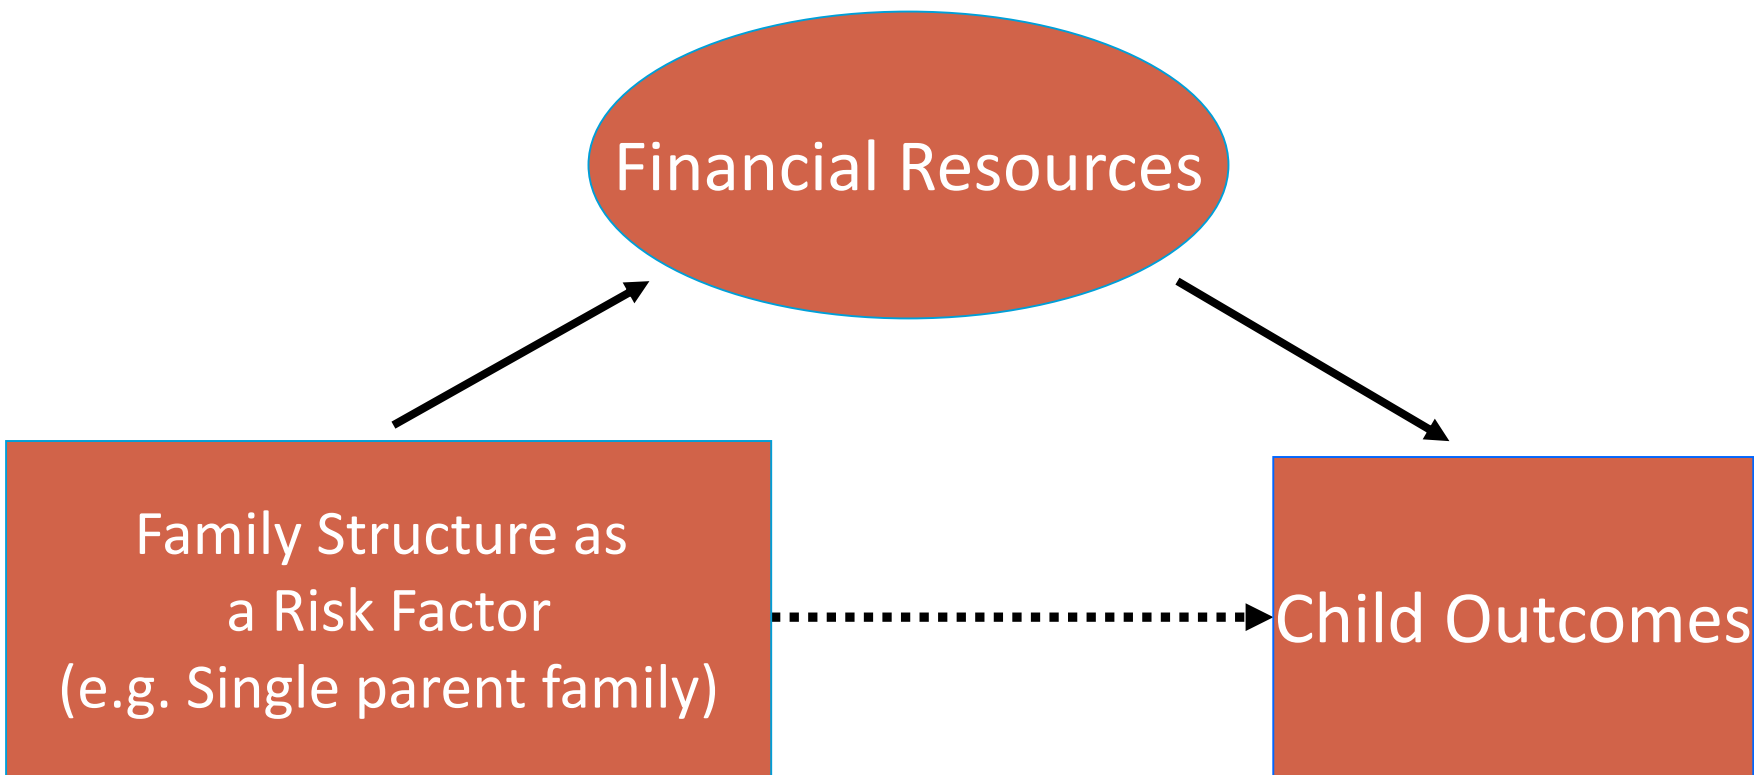 Financial Resources
Family Structure as
a Risk Factor
(e.g. Single parent family)
Child Outcomes